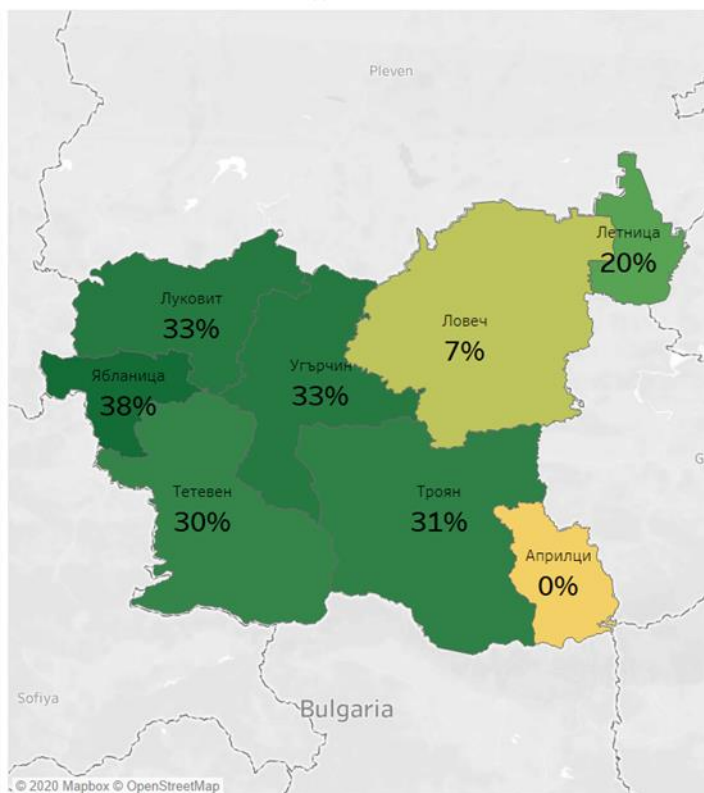 Pleven
Летница
20%
Луковит
33%
Ловеч
7%
Ябланица
38%
Угърчин
33%
Тетевен
30%
Троян
31%
Априлци
0%
G
Sofiya
Bulgaria
© 2020 Mapbox © OpenStreetMap